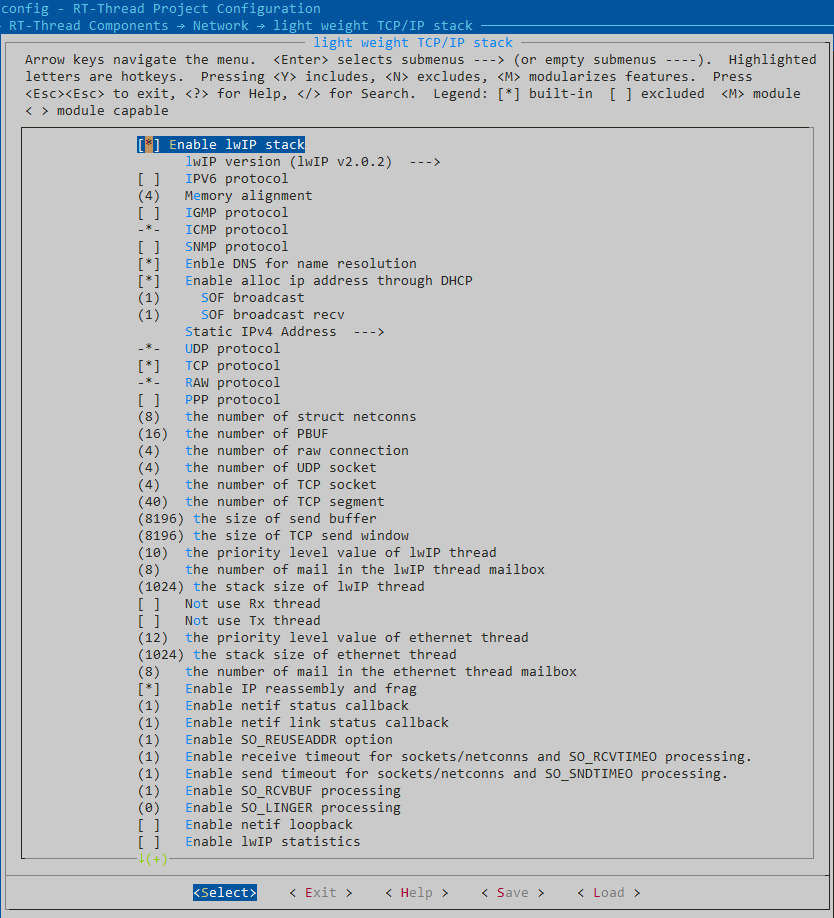 config - RT-Thread Project Configuration
RT-Thread Components → Network → light weight TCP/IP stack
light weight TCP/IP stack
Arrow keys navigate the menu.  <Enter> selects submenus ---> (or empty submenus ----).  Highlighted
letters are hotkeys.  Pressing <Y> includes, <N> excludes, <M> modularizes features.  Press
<Esc><Esc> to exit, <?> for Help, </> for Search.  Legend: [*] built-in  [ ] excluded  <M> module
< > module capable
[*] Enable lwIP stack
lwIP version (lwIP v2.0.2)  --->
[ ]   IPV6 protocol
(4)   Memory alignment
[ ]   IGMP protocol
-*-   ICMP protocol
[ ]   SNMP protocol
[*]   Enble DNS for name resolution
[*]   Enable alloc ip address through DHCP
(1)     SOF broadcast
(1)     SOF broadcast recv
Static IPv4 Address  --->
-*-   UDP protocol
[*]   TCP protocol
-*-   RAW protocol
[ ]   PPP protocol
(8)   the number of struct netconns
(16)  the number of PBUF
(4)   the number of raw connection
(4)   the number of UDP socket
(4)   the number of TCP socket
(40)  the number of TCP segment
(8196) the size of send buffer
(8196) the size of TCP send window
(10)  the priority level value of lwIP thread
(8)   the number of mail in the lwIP thread mailbox
(1024) the stack size of lwIP thread
[ ]   Not use Rx thread
[ ]   Not use Tx thread
(12)  the priority level value of ethernet thread
(1024) the stack size of ethernet thread
(8)   the number of mail in the ethernet thread mailbox
[*]   Enable IP reassembly and frag
(1)   Enable netif status callback
(1)   Enable netif link status callback
(1)   Enable SO_REUSEADDR option
(1)   Enable receive timeout for sockets/netconns and SO_RCVTIMEO processing.
(1)   Enable send timeout for sockets/netconns and SO_SNDTIMEO processing.
(1)   Enable SO_RCVBUF processing
(0)   Enable SO_LINGER processing
[ ]   Enable netif loopback
[ ]   Enable lwIP statistics
↓(+)
<Select>    < Exit >    < Help >    < Save >    < Load >